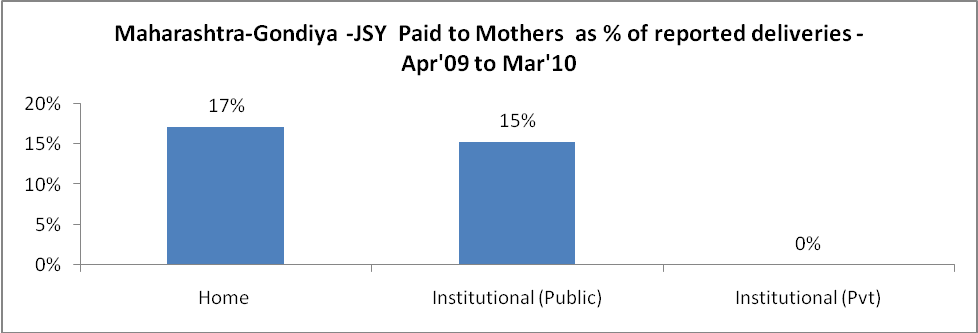 Maharashtra-Gondiya -JSY Paid to Mothers as % of reported deliveries -
Apr'09 to Mar'10
20%
15%
10%
5%
0%
17%
15%
0%
Home
Institutional (Public)
Institutional (Pvt)